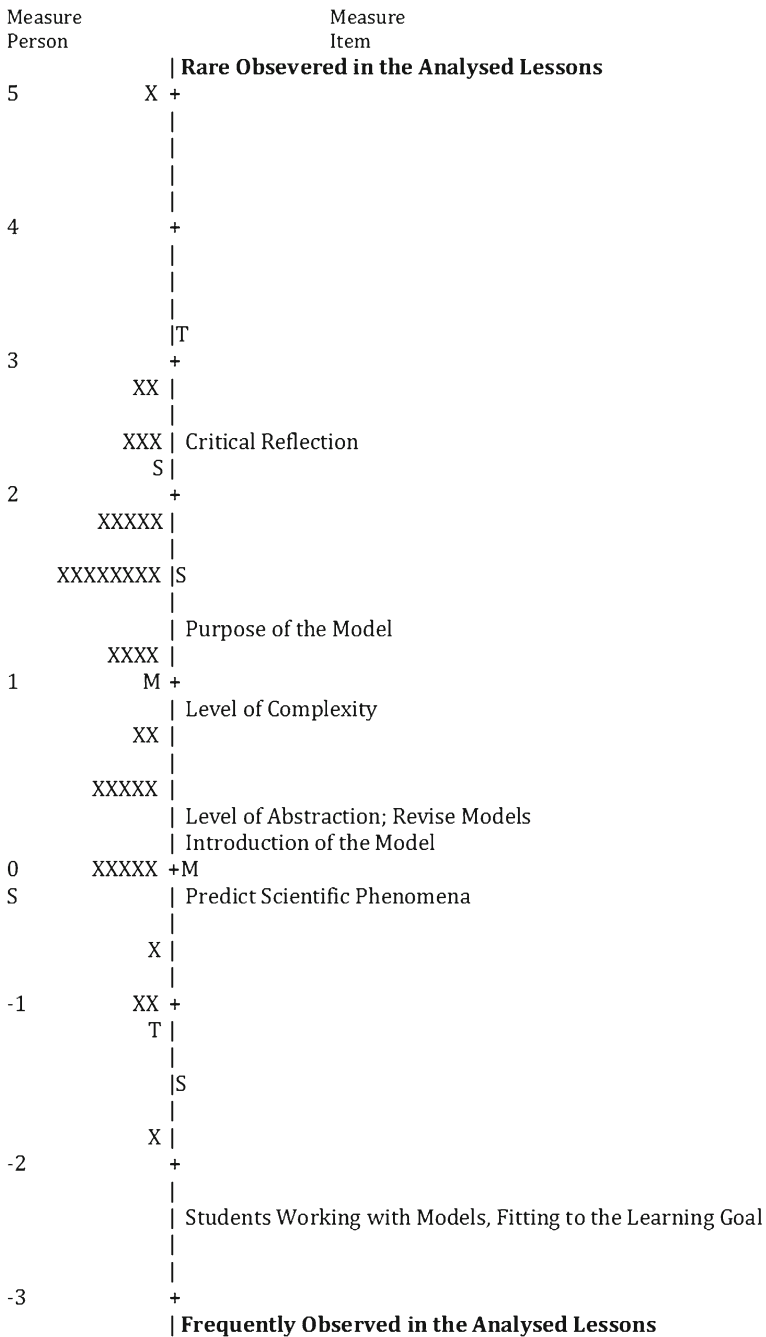 Measure Measure
Person Item
| Rare Obsevered in the Analysed Lessons
5 X +
|
|
|
|
4 +
|
|
|
|T
3 +
XX |
|
XXX | Critical Reflection
S |
2 +
XXXXX |
|
XXXXXXXX |S
|
| Purpose of the Model
XXXX |
1 M +
| Level of Complexity
XX |
|
XXXXX |
| Level of Abstraction; Revise Models
| Introduction of the Model
0 XXXXX +M
S | Predict Scientific Phenomena
|
X |
|
-1 XX +
T |
|
|S
|
X |
-2 +
|
| Students Working with Models, Fitting to the Learning Goal
|
|
-3 +
| Frequently Observed in the Analysed Lessons